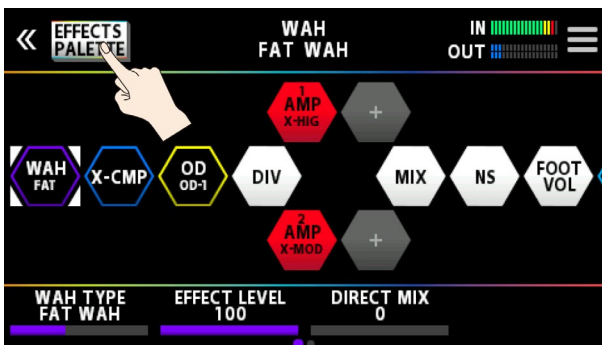 EFFECTS
PALETTE
WAH
FAT WAH
IN
OUT
1
AMP
X-HIG
+
WAH
FAT
X-CMP
OD
OD-1
DIV
MIX
NS
FOOT
VOL
2
AMP
X-MOD
+
WAH TYPE
FAT WAH
EFFECT LEVEL
100
DIRECT MIX
0